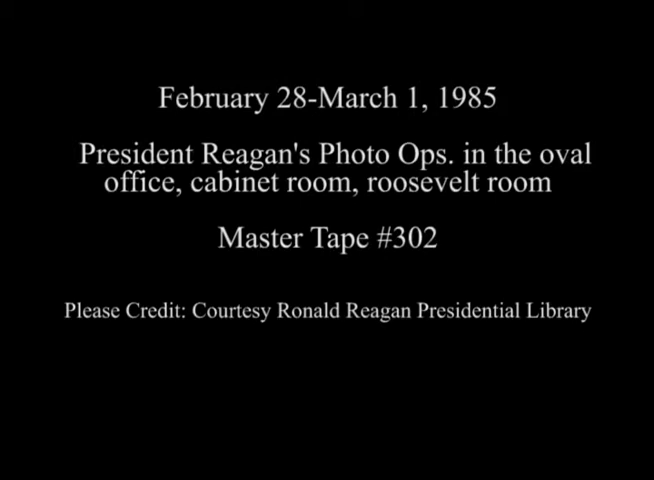 February 28-March 1, 1985
President Reagan's Photo Ops. in the oval
office, cabinet room, roosevelt room
Master Tape #302
Please Credit: Courtesy Ronald Reagan Presidential Library